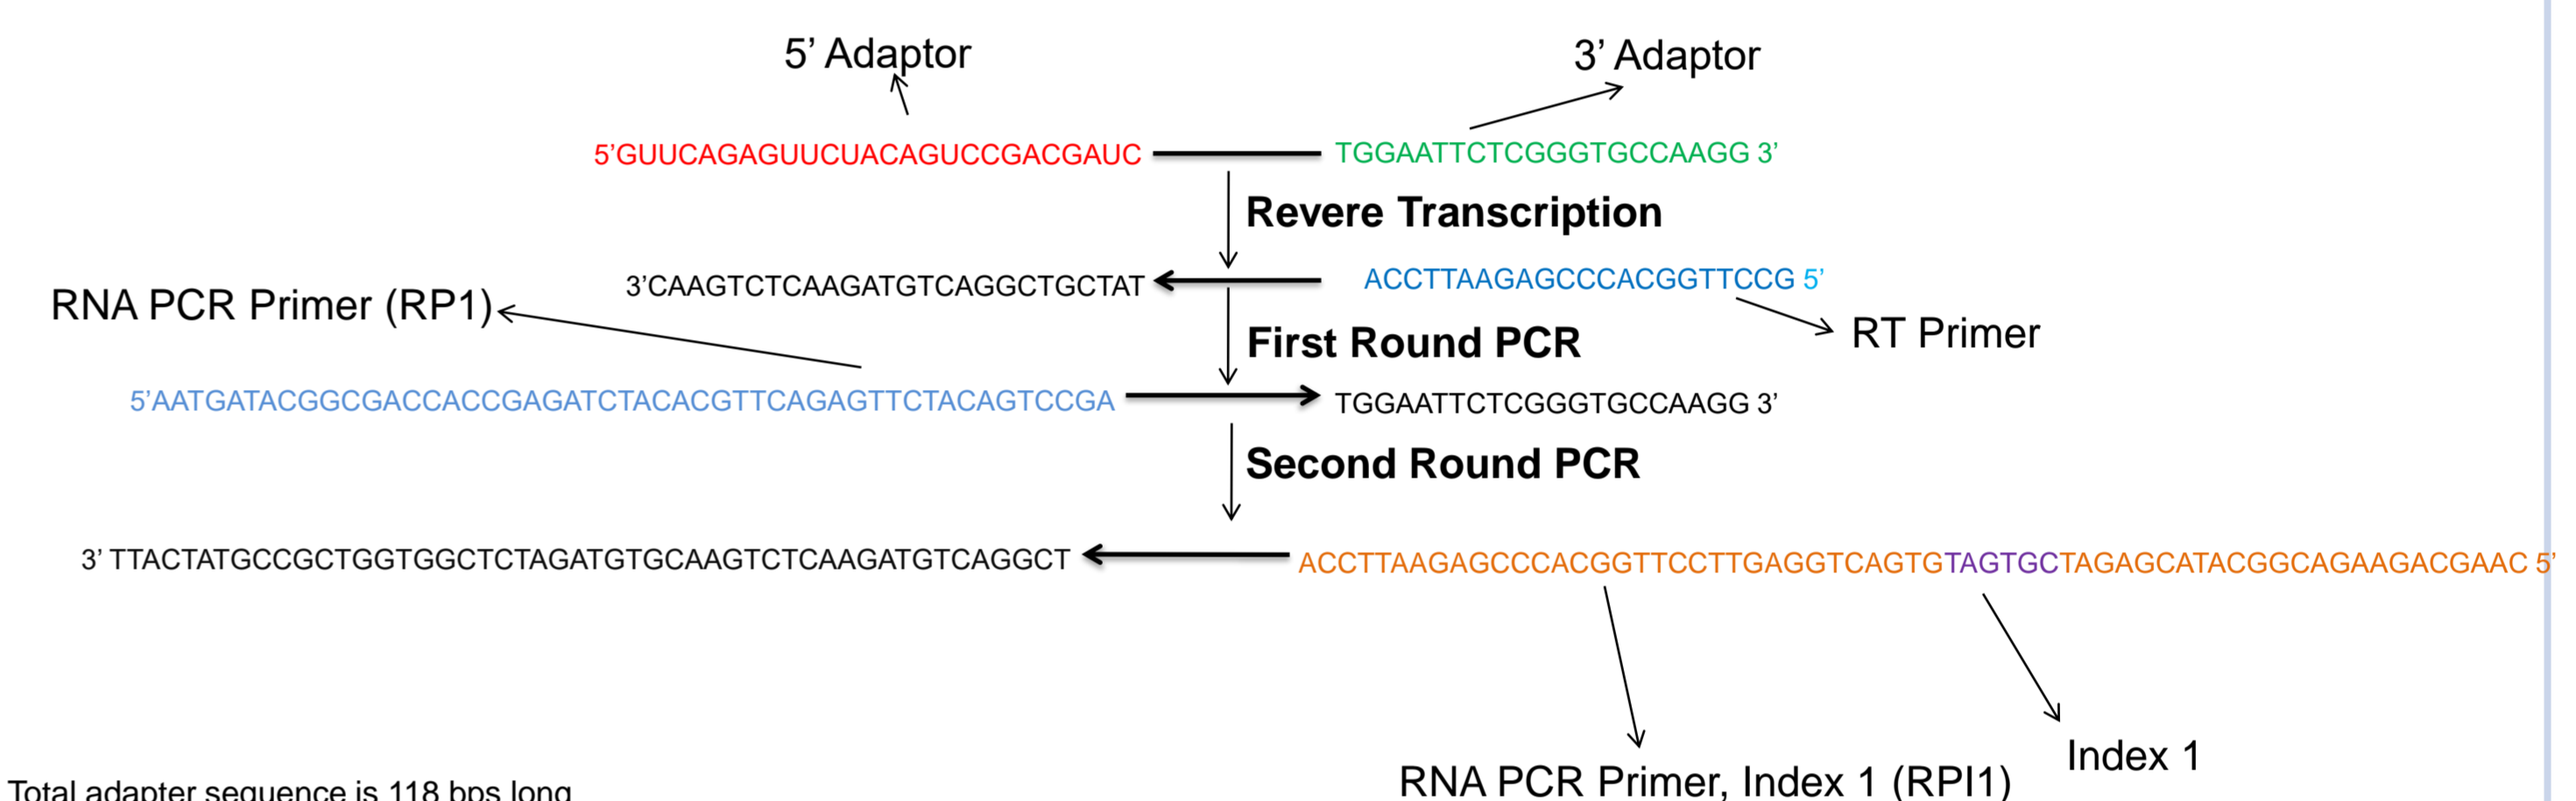 5’ Adaptor
3’ Adaptor
5’GUUCAGAGUUCUACAGUCCGACGAUC
TGGAATTCTCGGGTGCCAAGG 3’
Revere Transcription
3’CAAGTCTCAAGATGTCAGGCTGCTAT
ACCTTAAGAGCCCACGGTTCCG 5’
RNA PCR Primer (RP1)
RT Primer
First Round PCR
5’AATGATACGGCGACCACCGAGATCTACACGTTCAGAGTTCTACAGTCCGA
TGGAATTCTCGGGTGCCAAGG 3’
Second Round PCR
3’ TTACTATGCCGCTGGTGGCTCTAGATGTGCAAGTCTCAAGATGTCAGGCT
ACCTTAAGAGCCCACGGTTCCTTGAGGTCAGTGTAGTGCTAGAGCATACGGCAGAAGACGAAC 5’
Index 1
RNA PCR Primer, Index 1 (RPI1)
Total adapter sequence is 118 bps long